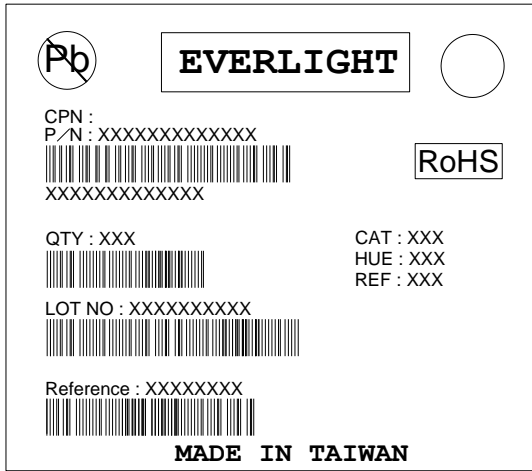 Pb
EVERLIGHT
CPN :
P/N : XXXXXXXXXXXXX
RoHS
XXXXXXXXXXXXX
QTY : XXX
CAT : XXX
HUE : XXX
REF : XXX
LOT NO : XXXXXXXXXX
Reference : XXXXXXXX
MADE IN TAIWAN